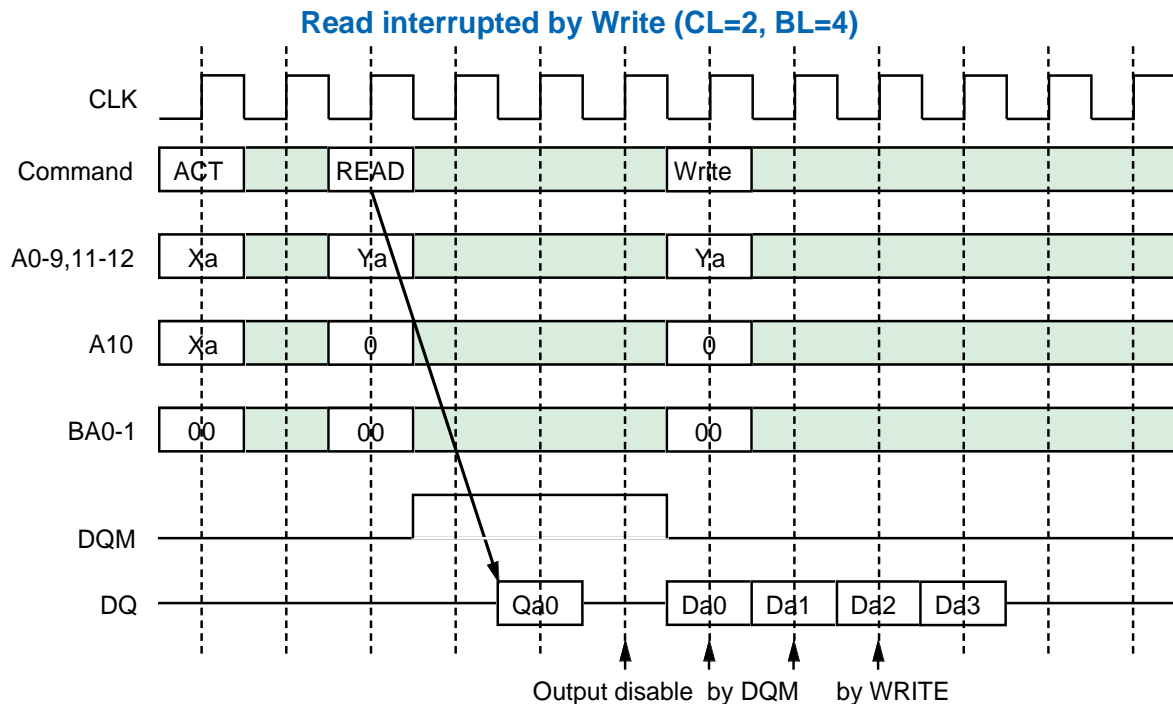 Read interrupted by Write (CL=2, BL=4)
CLK
Command ACT READ Write
A0-9,11-12 Xa Ya Ya
A10 Xa 0 0
BA0-1 00 00 00
DQM
DQ Qa0 Da0 Da1 Da2 Da3
Output disable by DQM by WRITE